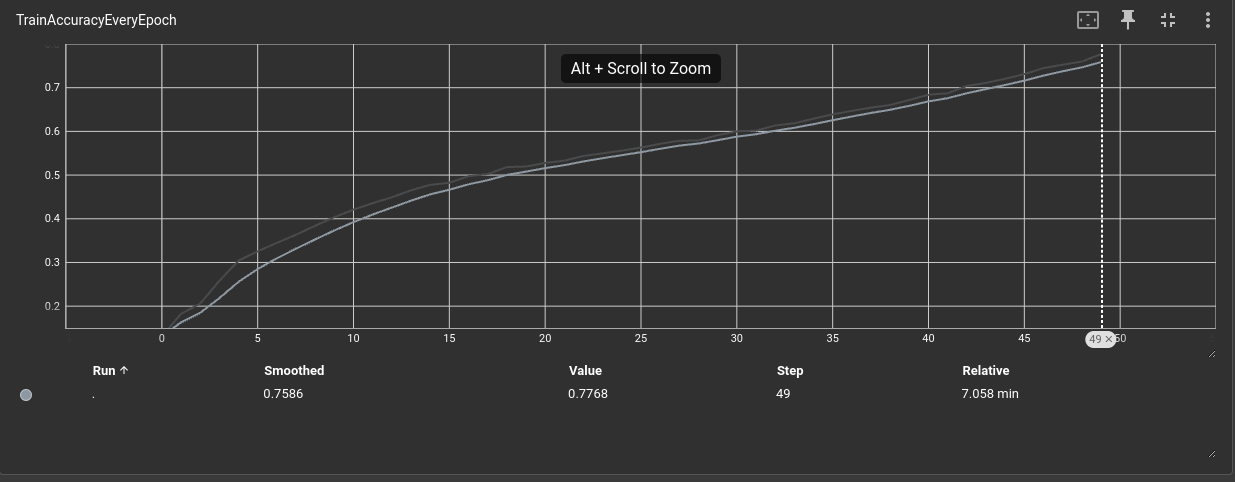 TrainAccuracyEveryEpoch
Alt + Scroll to Zoom
0.7
0.6
0.5
0.4
0.3
0.2
0 5 10 15 20 25 30 35 40 45 50
49 ×
Run ↑ Smoothed Value Step Relative
. 0.7586 0.7768 49 7.058 min